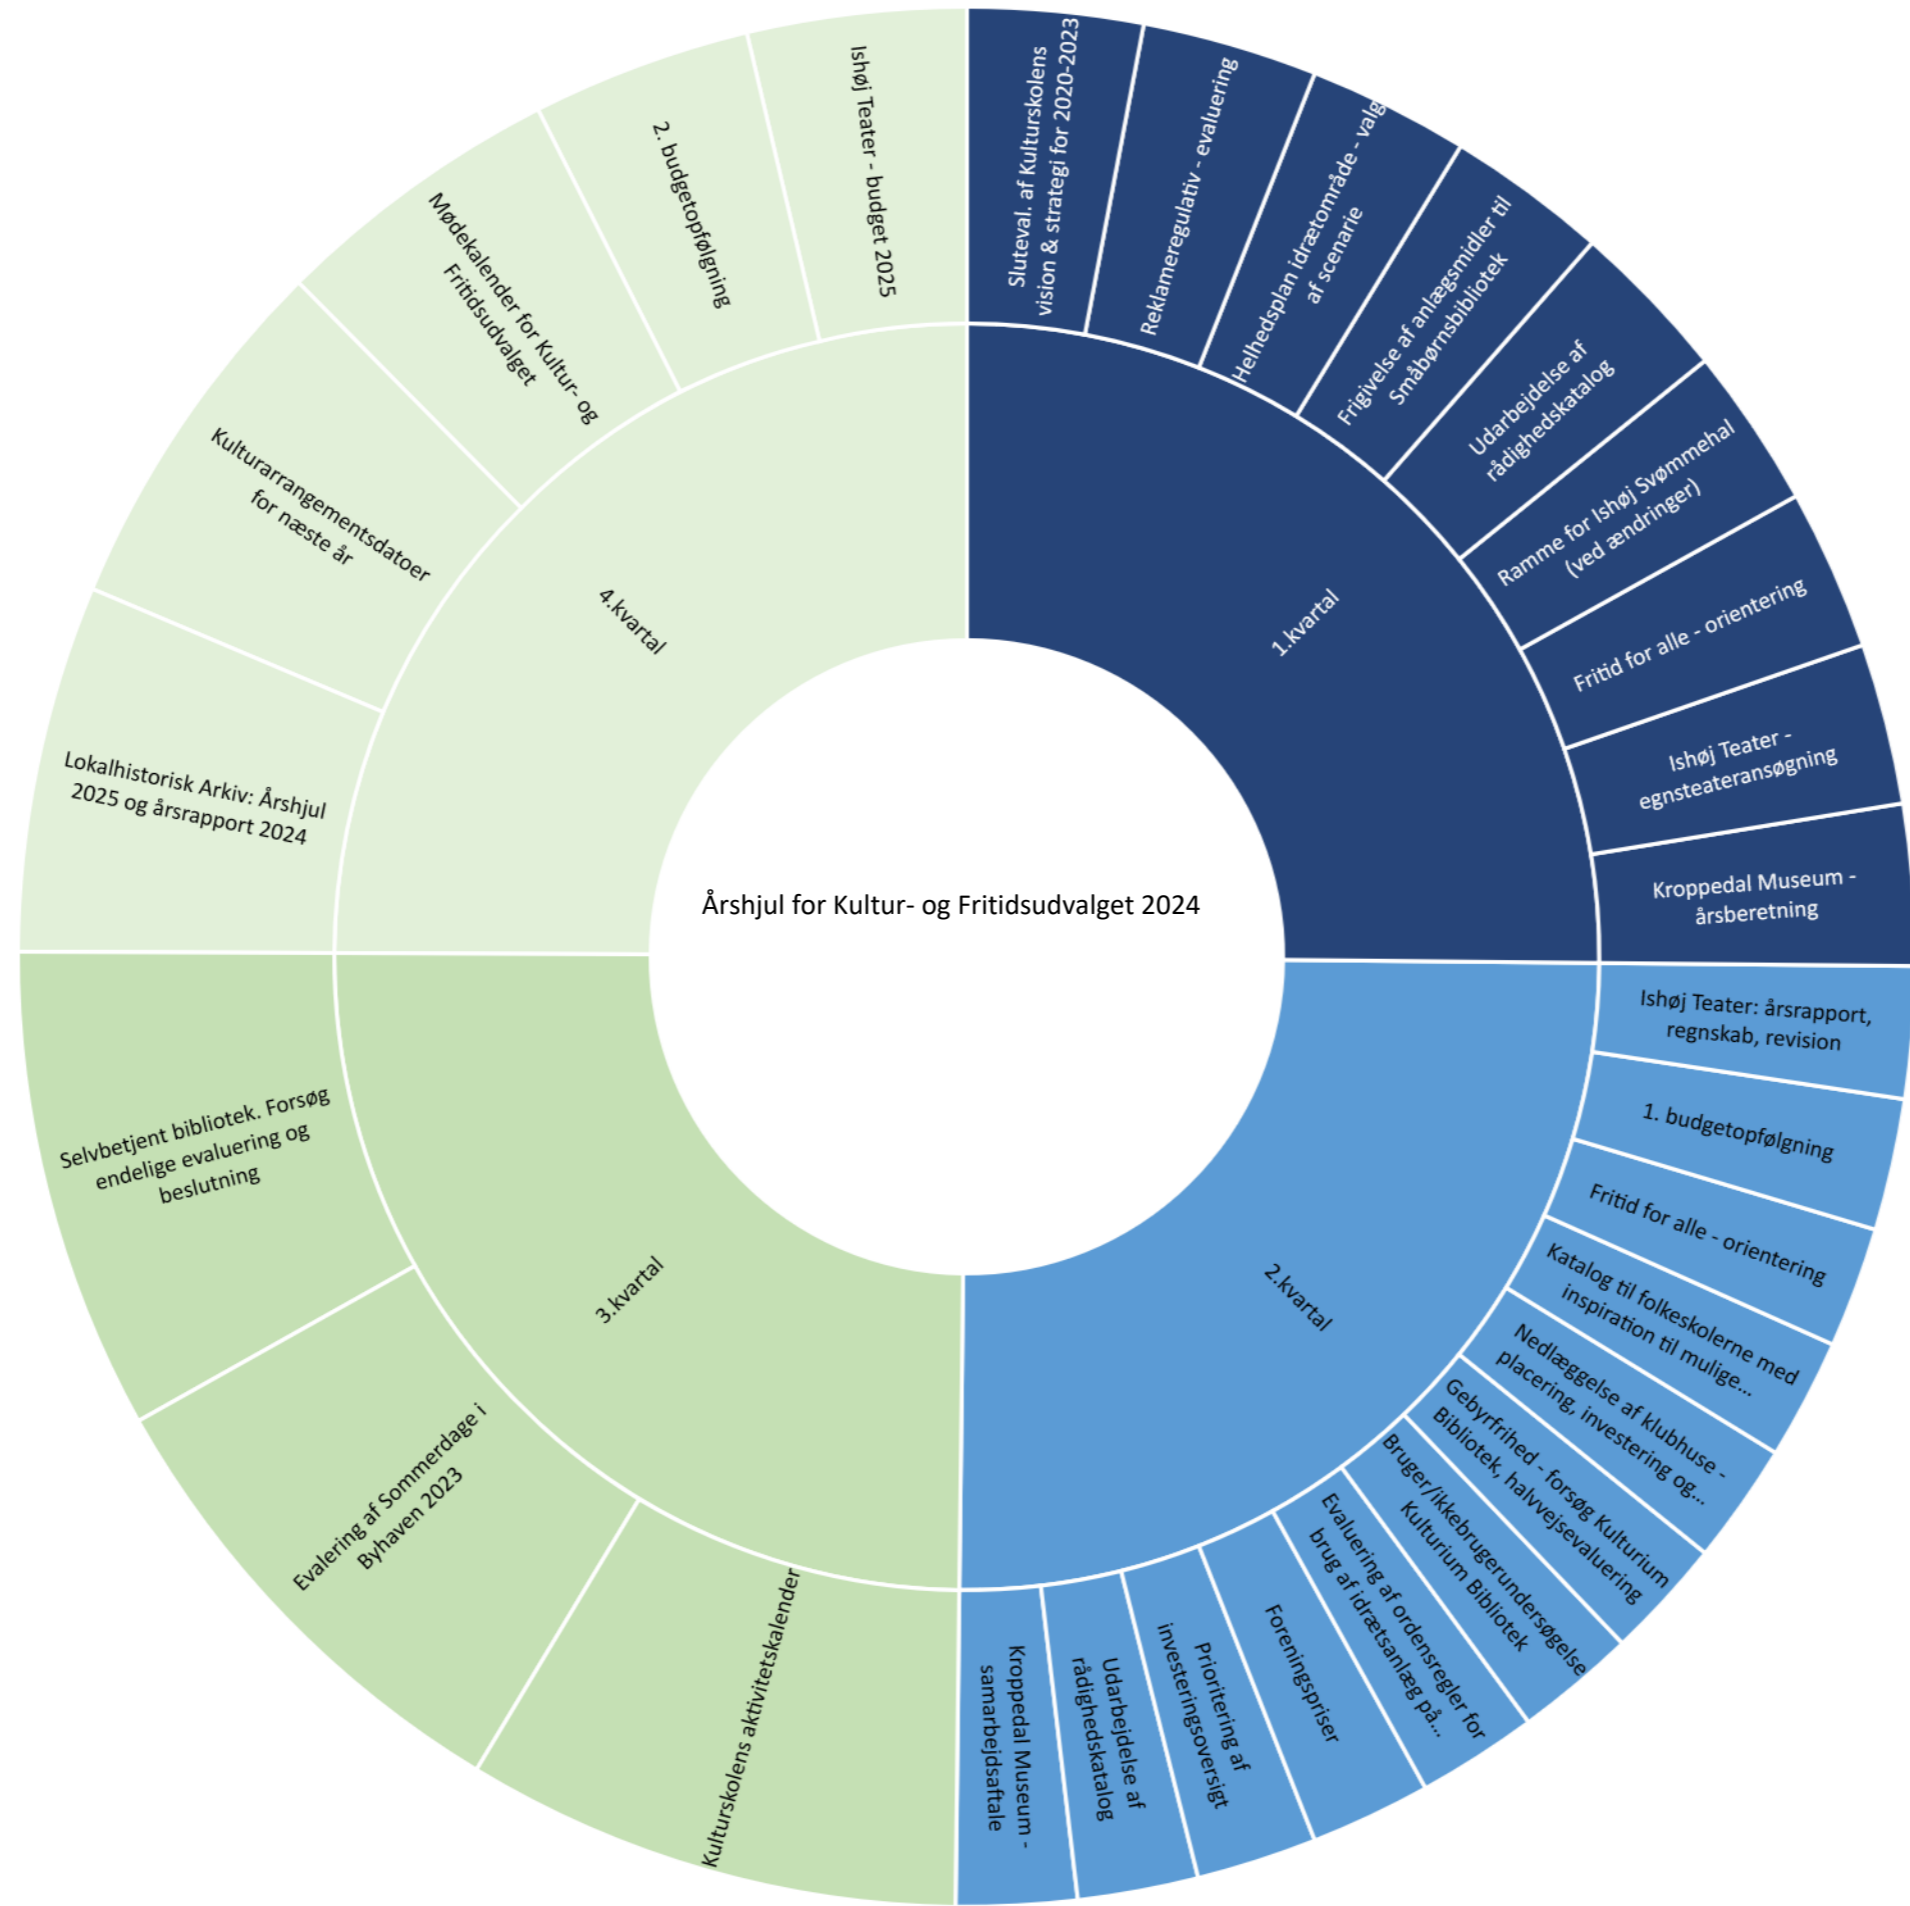 Årshjul for Kultur- og Fritidsudvalget 2024
1.kvartal
Sluteval. af Kulturskolens
vision & strategi for 2020-2023
Reklameregulativ - evaluering
Helhedsplan idrætområde - valg
af scenarie
Frigivelse af anlægsmidler til
Småbørnsbibliotek
Udarbejdelse af
rådighedskatalog
Ramme for Ishøj Svømmehal
(ved ændringer)
Fritid for alle - orientering
Ishøj Teater -
egnsteateransøgning
Kroppedal Museum -
årsberetning
2.kvartal
Ishøj Teater: årsrapport,
regnskab, revision
1. budgetopfølgning
Fritid for alle - orientering
Katalog til folkeskolerne med
inspiration til mulige...
Nedlæggelse af klubhuse -
placering, investering og...
Gebyrfrihed - forsøg Kulturium
Bibliotek, halvvejsevaluering
Bruger/ikkebrugerundersøgelse
Kulturium Bibliotek
Evaluering af ordensregler for
brug af idrætsanlæg på...
Foreningspriser
Prioritering af
investeringsoversigt
Udarbejdelse af
rådighedskatalog
Kroppedal Museum -
samarbejdsaftale
3.kvartal
Kulturskolens aktivitetskalender
Evalering af Sommerdage i
Byhaven 2023
Selvbetjent bibliotek. Forsøg
endelige evaluering og
beslutning
4.kvartal
Lokalhistorisk Arkiv: Årshjul
2025 og årsrapport 2024
Kulturarrangementsdatoer
for næste år
Mødekalender for Kultur- og
Fritidsudvalget
2. budgetopfølgning
Ishøj Teater - budget 2025